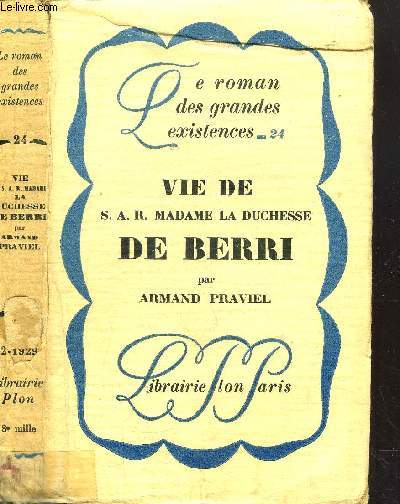 Le-livre.com
Le roman
des
grandes
existences
24
VIE
S. A. R. MADAME
LA
DUCHESSE
DE BERRI
par
ARMAND
PRAVIEL
2-1929
Librairie
Plon
8e mille
Le roman
des grandes
existences - 24
VIE DE
S. A. R. MADAME LA DUCHESSE
DE BERRI
par
ARMAND PRAVIEL
Librairie Plon Paris